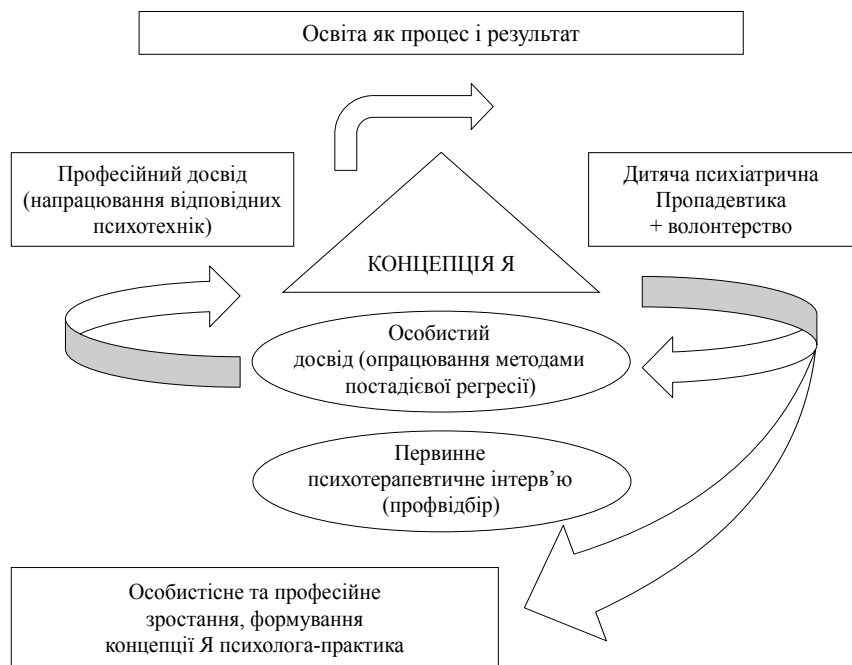 Освіта як процес і результат
Професійний досвід
(напрацювання відповідних
психотехнік)
Дитяча психіатрична
Пропадевтика
+ волонтерство
КОНЦЕПЦІЯ Я
Особистий
досвід (опрацювання методами
постадієвої регресії)
Первинне
психотерапевтичне інтерв’ю
(профвідбір)
Особистісне та професійне
зростання, формування
концепції Я психолога-практика